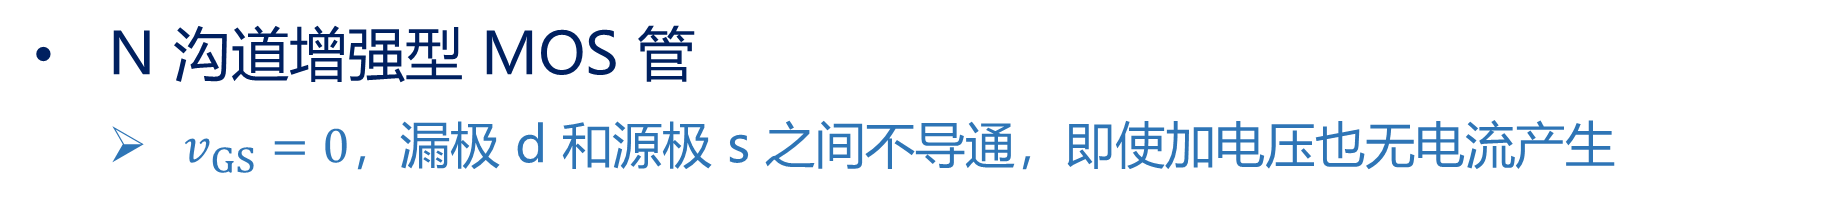 • N 沟道增强型 MOS 管
➢ v_GS = 0，漏极 d 和源极 s 之间不导通，即使加电压也无电流产生